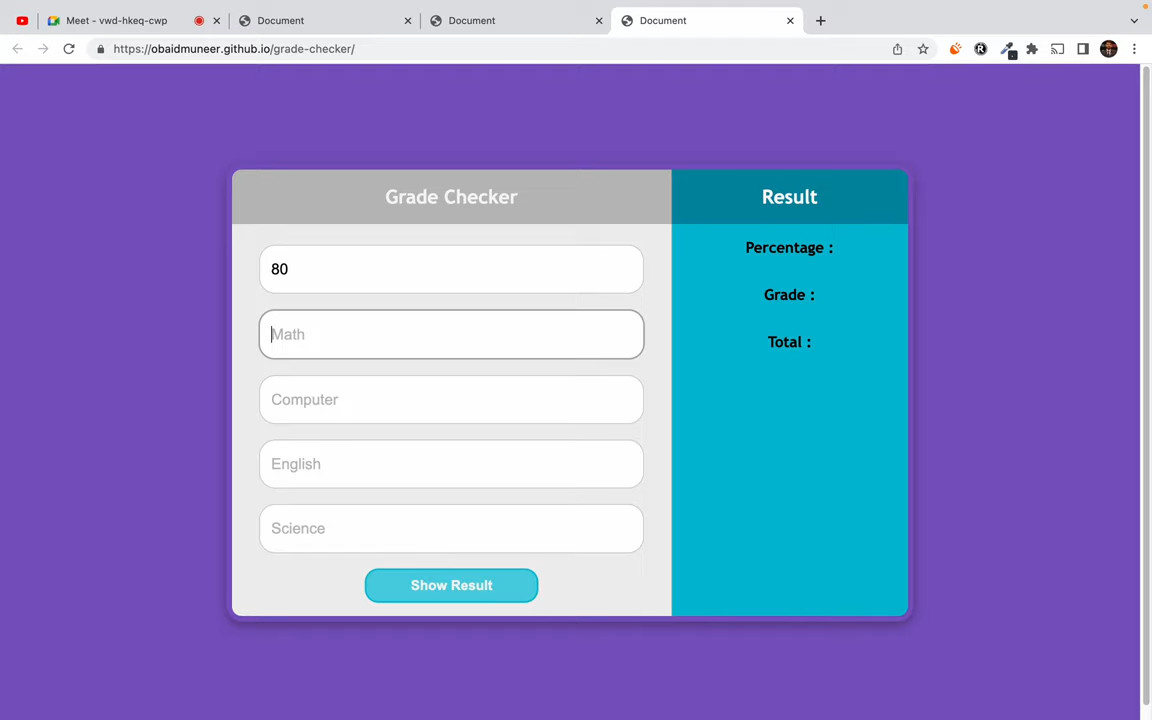 Meet - vwd-hkeq-cwp
Document
Document
Document
https://obaidmuneer.github.io/grade-checker/
Grade Checker
Result
80
Percentage :
Math
Grade :
Total :
Computer
English
Science
Show Result